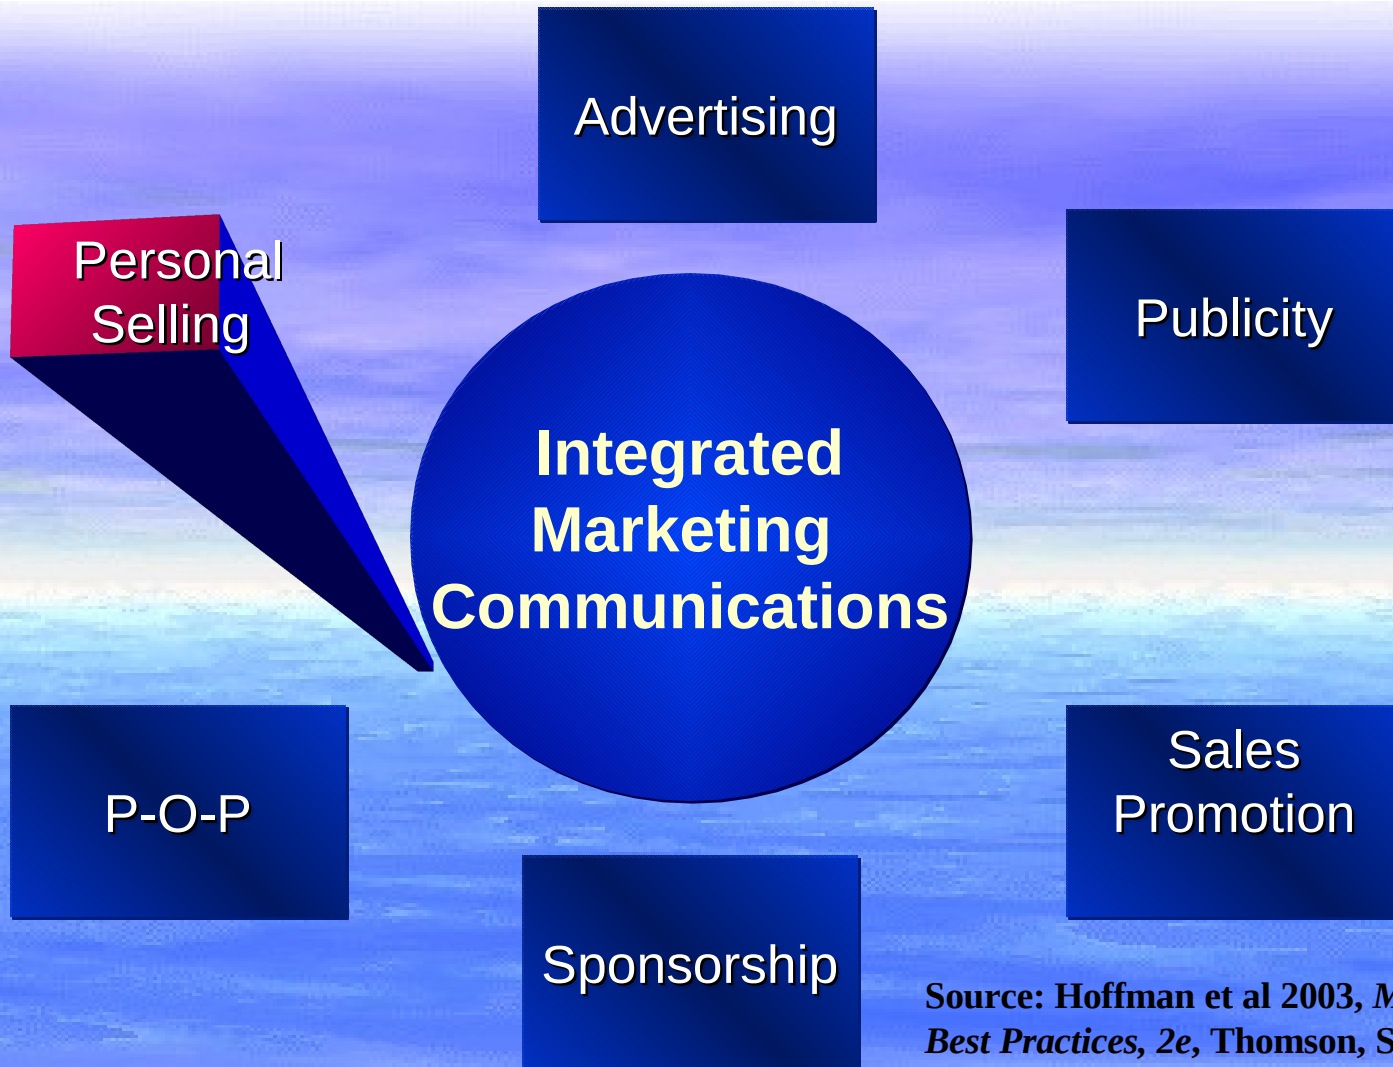 Advertising
Personal
Selling
Publicity
Integrated
Marketing
Communications
P-O-P
Sales
Promotion
Sponsorship
Source: Hoffman et al 2003,
Best Practices, 2e, Thomson,